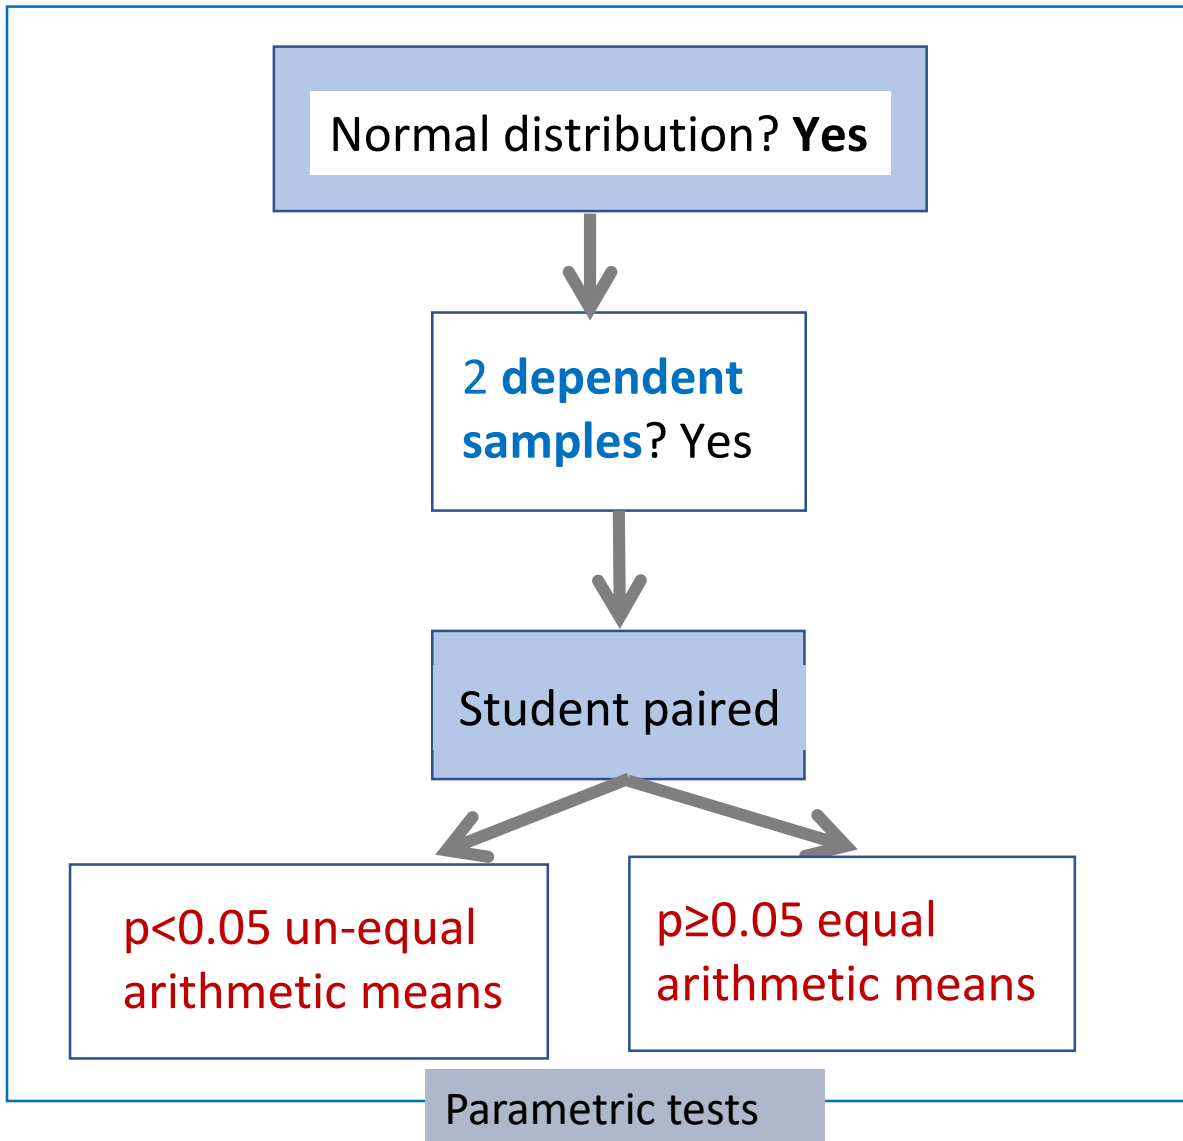 Normal distribution? Yes
2 dependent
samples? Yes
Student paired
p<0.05 un-equal
arithmetic means
p≥0.05 equal
arithmetic means
Parametric tests